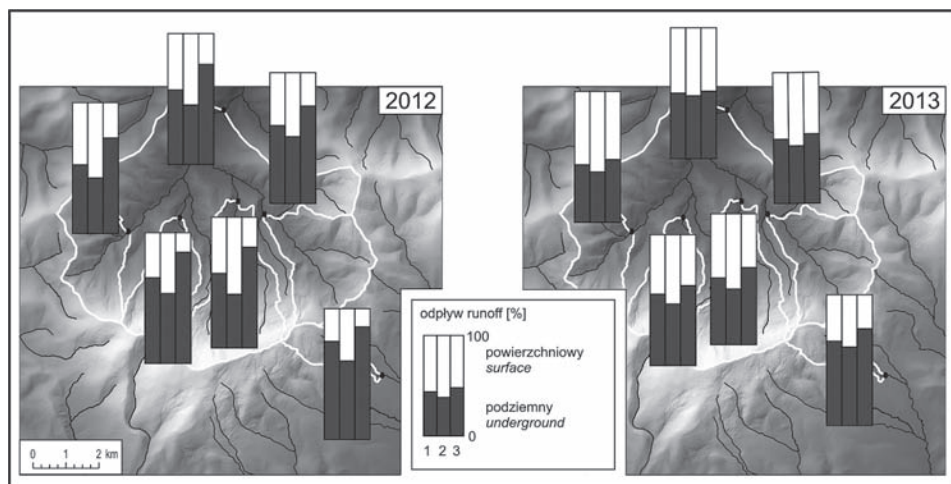 2012
2013
odpływ runoff [%]
100
powierzchniowy
surface
podziemny
underground
0
1 2 3
0 1 2 km